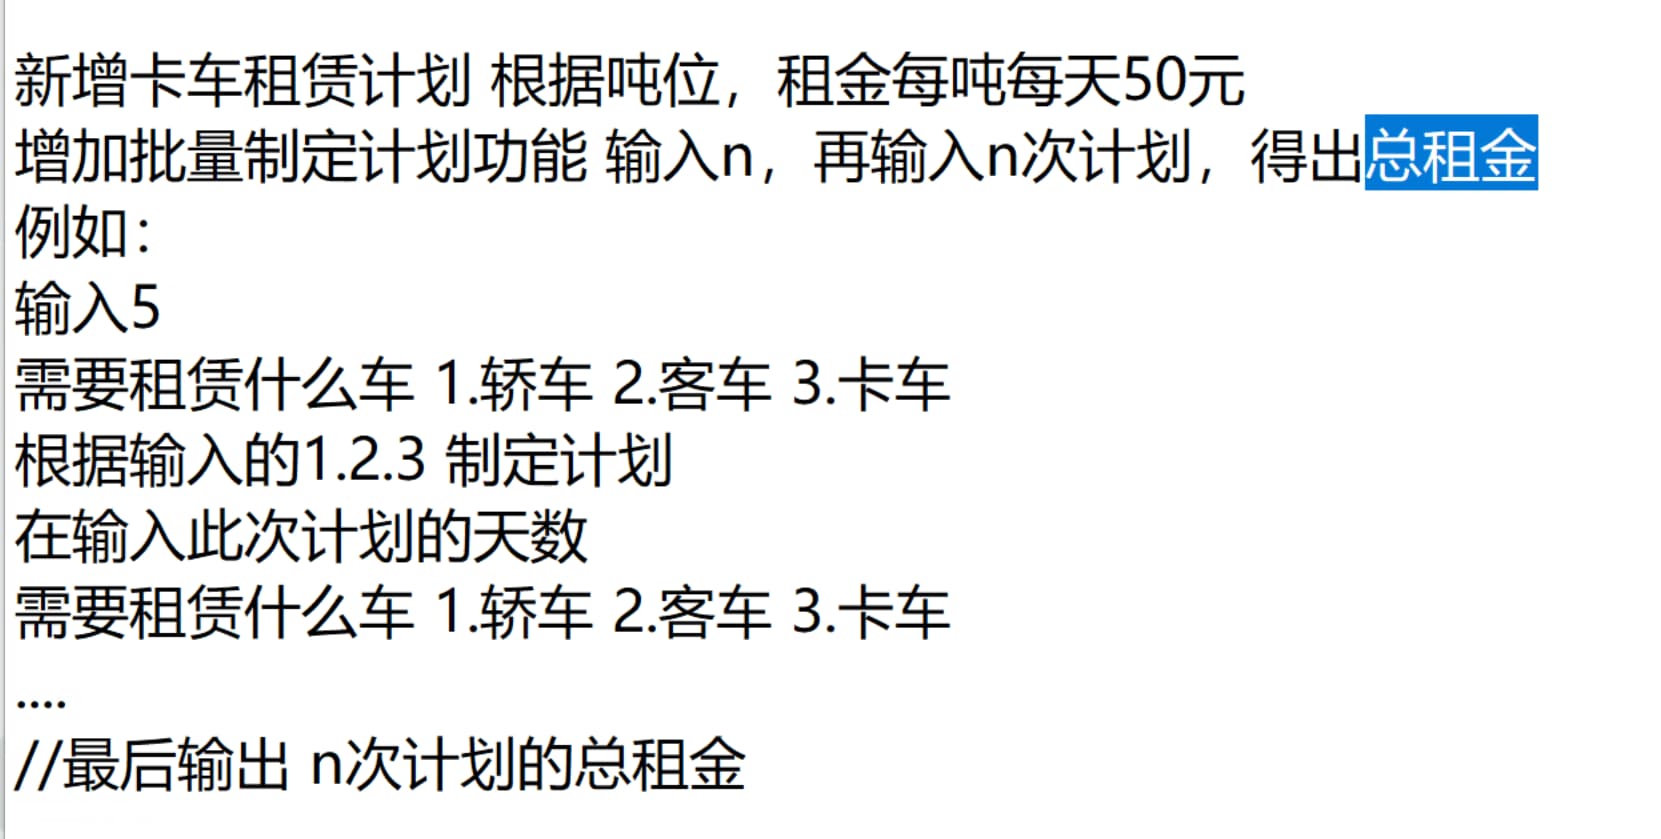 新增卡车租赁计划 根据吨位，租金每吨每天50元
增加批量制定计划功能 输入n，再输入n次计划，得出总租金
例如：
输入5
需要租赁什么车 1.轿车 2.客车 3.卡车
根据输入的1.2.3 制定计划
在输入此次计划的天数
需要租赁什么车 1.轿车 2.客车 3.卡车
....
//最后输出 n次计划的总租金